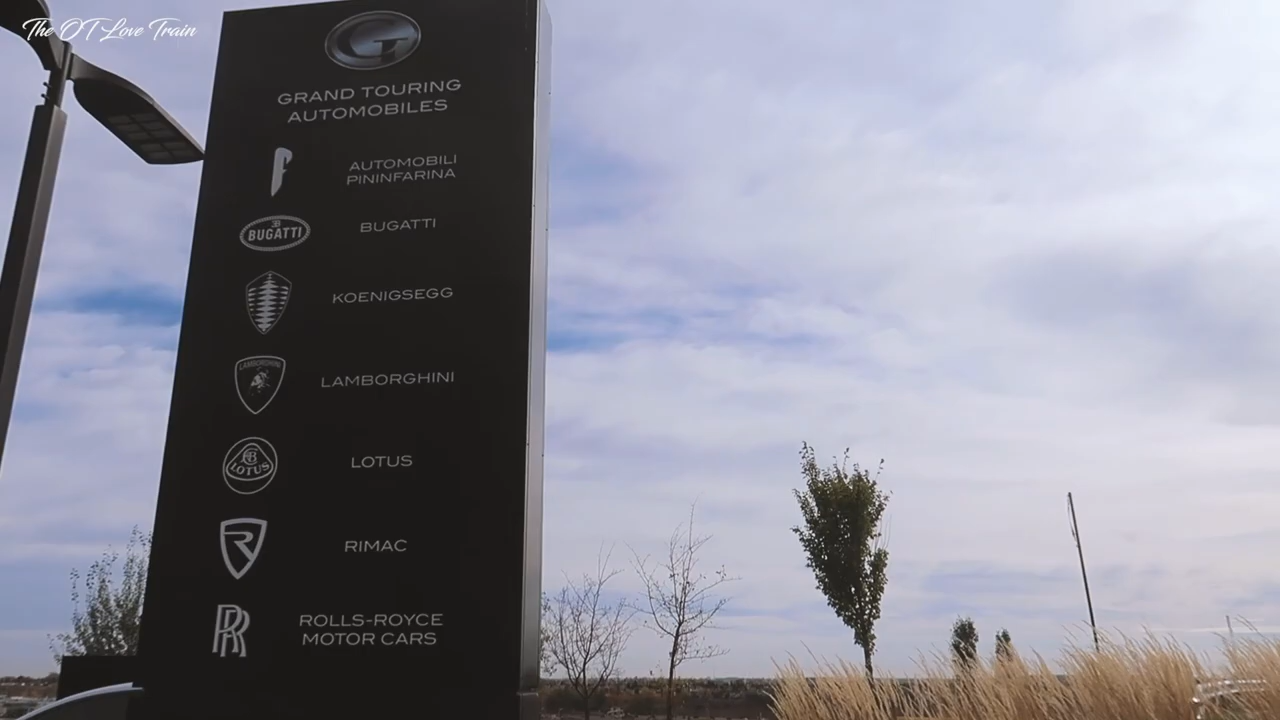 The OT Love Train
G
GRAND TOURING
AUTOMOBILES
AUTOMOBILI
PININFARINA
BUGATTI
BUGATTI
KOENIGSEGG
LAMBORGHINI
LAMBORGHINI
LOTUS
LOTUS
R
RIMAC
RR
ROLLS-ROYCE
MOTOR CARS